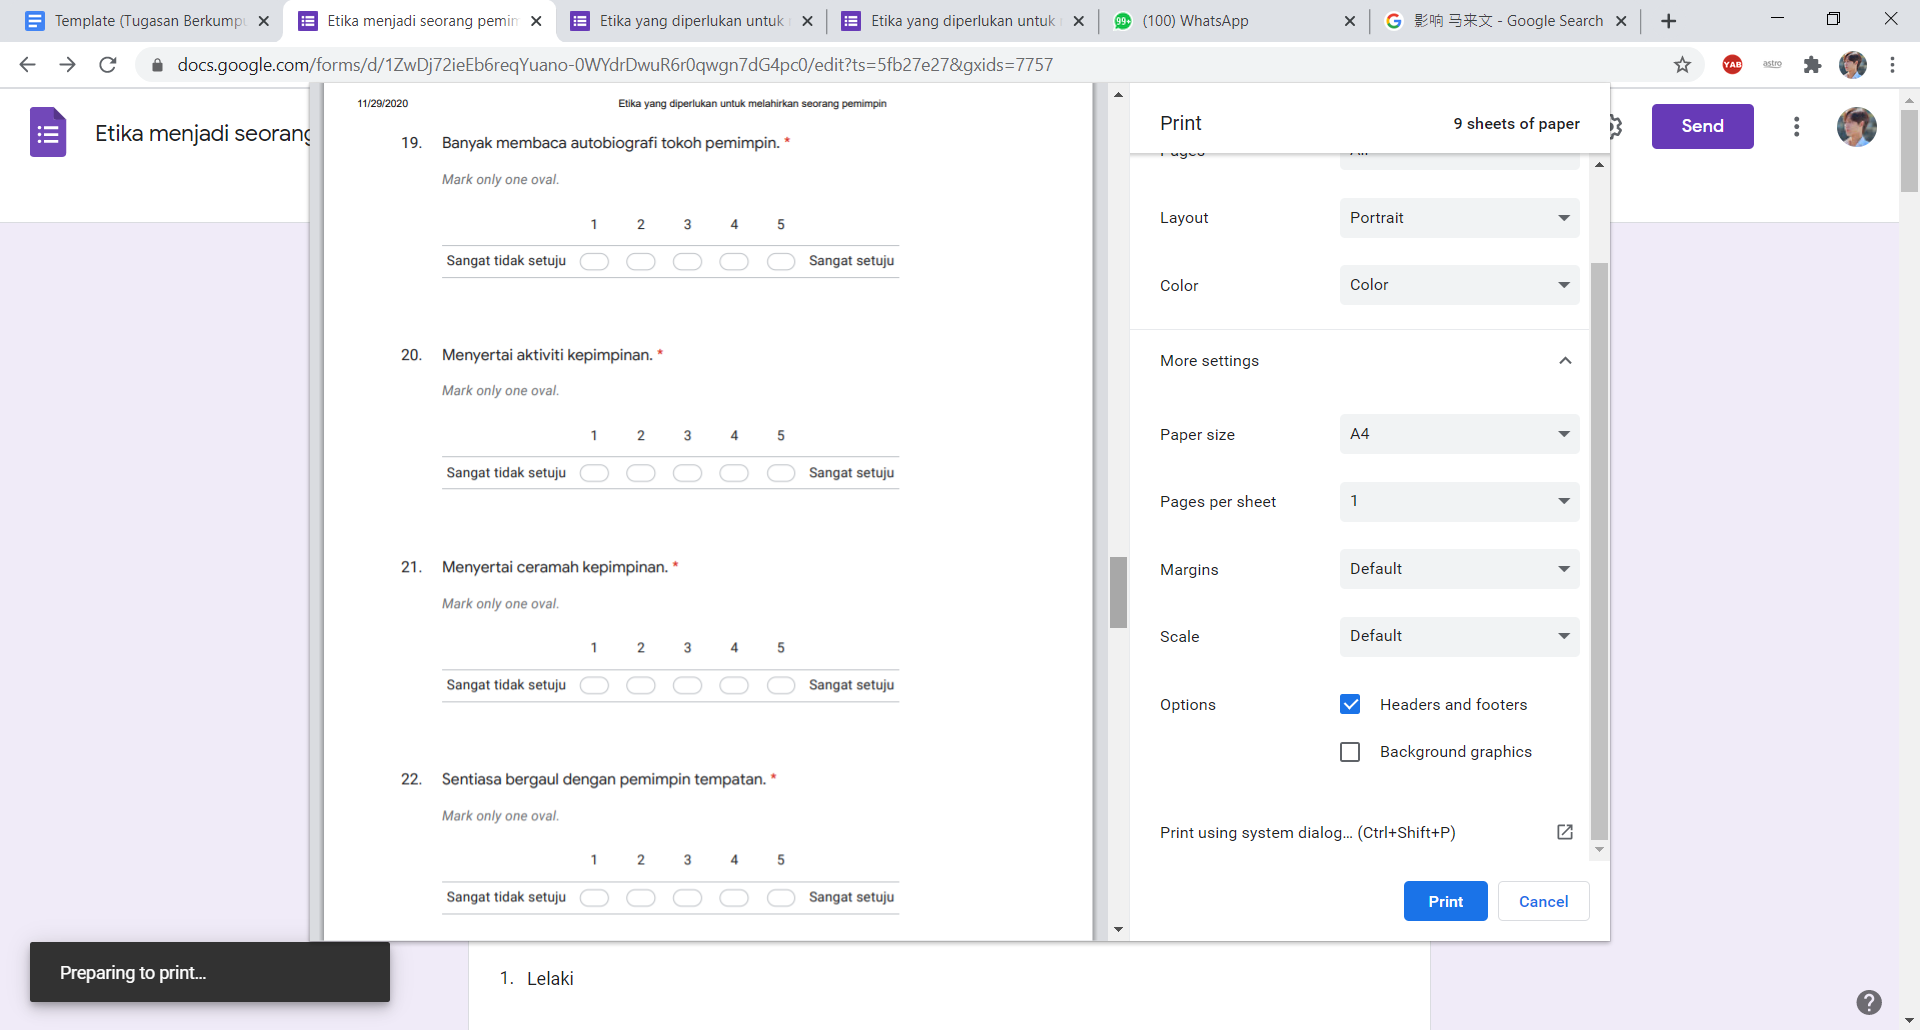 Template (Tugasan Berkumpu
Etika menjadi seorang pemim
Etika yang diperlukan untuk
Etika yang diperlukan untuk
99+ (100) WhatsApp
影响 马来文 - Google Search
docs.google.com/forms/d/1ZwDj72ieEb6reqYuano-0WYdrDwuR6r0qwgn7dG4pc0/edit?ts=5fb27e27&gxids=7757
YAB
astro
Etika menjadi seorang
Send
11/29/2020
Etika yang diperlukan untuk melahirkan seorang pemimpin
19. Banyak membaca autobiografi tokoh pemimpin. *
Mark only one oval.
1 2 3 4 5
Sangat tidak setuju Sangat setuju
20. Menyertai aktiviti kepimpinan. *
Mark only one oval.
1 2 3 4 5
Sangat tidak setuju Sangat setuju
21. Menyertai ceramah kepimpinan. *
Mark only one oval.
1 2 3 4 5
Sangat tidak setuju Sangat setuju
22. Sentiasa bergaul dengan pemimpin tempatan. *
Mark only one oval.
1 2 3 4 5
Sangat tidak setuju Sangat setuju
Print 9 sheets of paper
Pages All
Layout Portrait
Color Color
More settings
Paper size A4
Pages per sheet 1
Margins Default
Scale Default
Options Headers and footers
Background graphics
Print using system dialog... (Ctrl+Shift+P)
Print Cancel
Preparing to print...
1. Lelaki